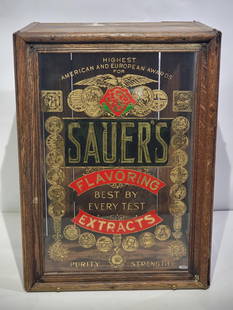 HIGHEST
AMERICAN AND EUROPEAN AWARDS
FOR
SAUER'S
FLAVORING
BEST BY
EVERY TEST
EXTRACTS
PURITY STRENGTH